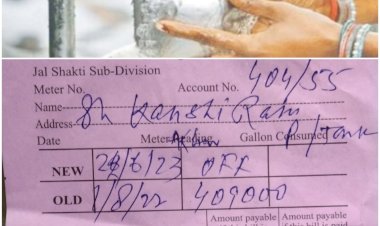 Jal Shakti Sub-Division
Meter No. Account No. 404/55
Name Sh Kanshi Ram
Address
Date Meter Reading Gallon Consumed
NEW 28/6/23 OFF
OLD 1/8/22 409000
Amount payable Amount payable